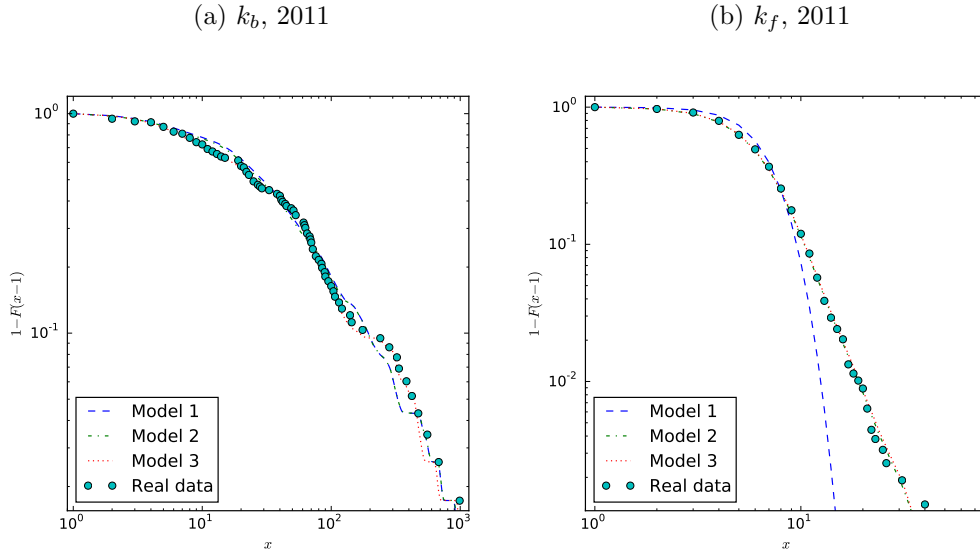 (a) k_b, 2011
10^0
10^{-1}
1−F(x−1)
Model 1
Model 2
Model 3
Real data
10^0 10^1 10^2 10^3
x
(b) k_f, 2011
10^0
10^{-1}
10^{-2}
1−F(x−1)
Model 1
Model 2
Model 3
Real data
10^0 10^1
x